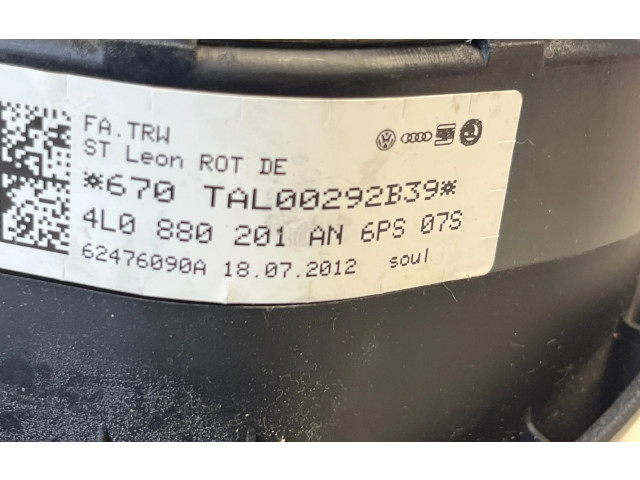 FA.TRW
ST Leon ROT DE
*670 TAL00292B39*
4L0 880 201 AN 6PS 07S
62476090A 18.07.2012 soul